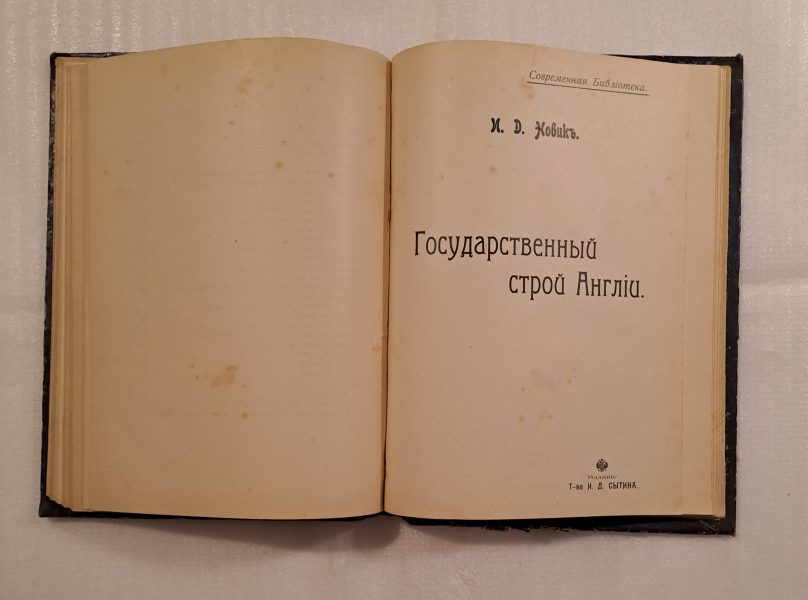 Современная Библіотека.
И. Д. Новикъ.
Государственный
строй Англіи.
Изданіе
Т-ва И. Д. СЫТИНА.